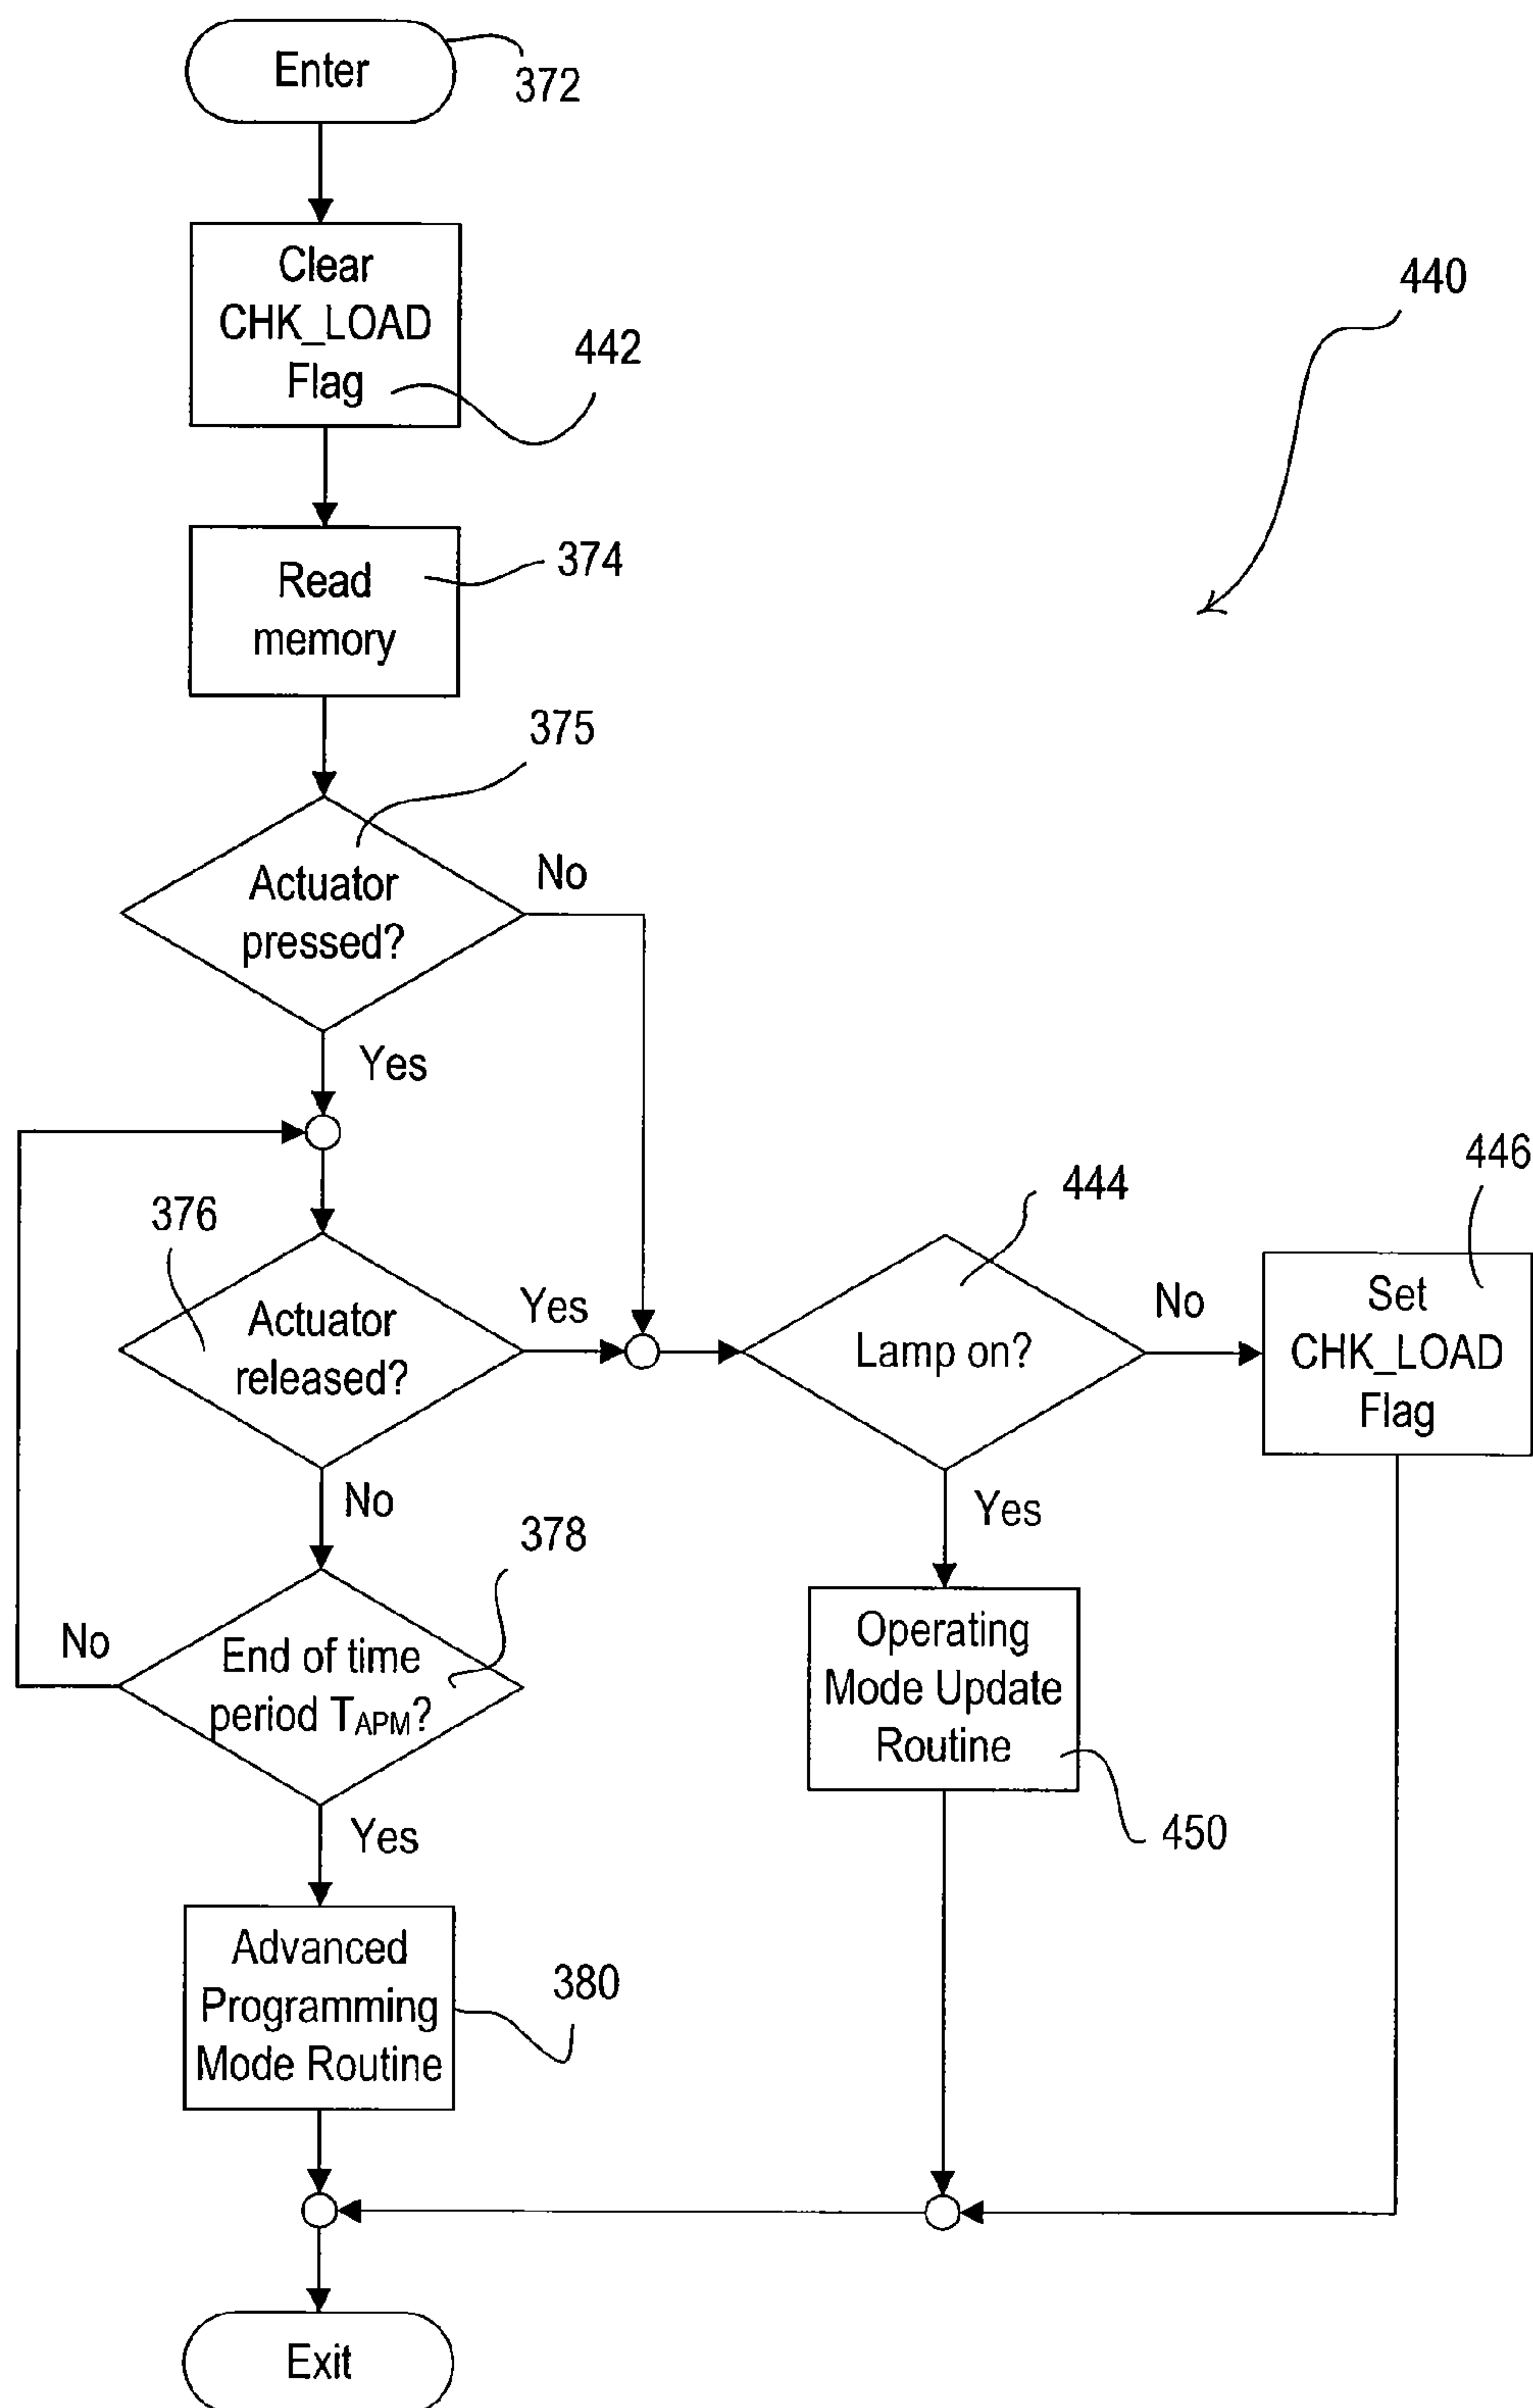 Enter
372
Clear
CHK_LOAD
Flag
442
440
Read
memory
374
375
Actuator
pressed?
No
Yes
376
Actuator
released?
Yes
No
444
Lamp on?
No
Yes
446
Set
CHK_LOAD
Flag
378
End of time
period TAPM?
No
Yes
Operating
Mode Update
Routine
450
Advanced
Programming
Mode Routine
380
Exit